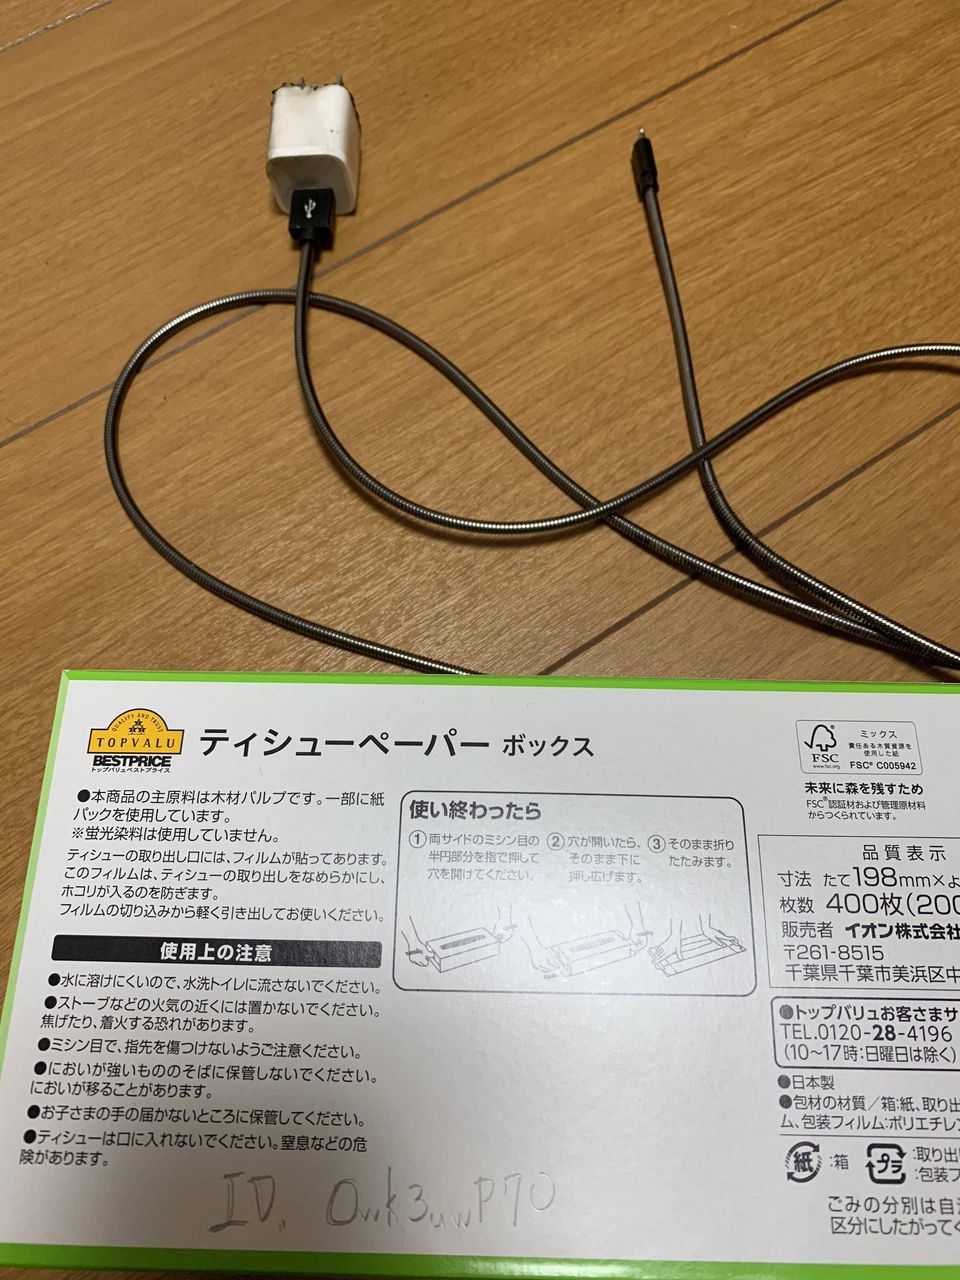 QUALITY AND TRUST
TOPVALU
BESTPRICE
トップバリュベストプライス
ティシューペーパー ボックス
●本商品の主原料は木材パルプです。一部に紙
パックを使用しています。
※蛍光染料は使用していません。
ティシューの取り出し口には、フィルムが貼ってあります。
このフィルムは、ティシューの取り出しをなめらかにし、
ホコリが入るのを防ぎます。
フィルムの切り込みから軽く引き出してお使いください。
使用上の注意
●水に溶けにくいので、水洗トイレに流さないでください。
●ストーブなどの火気の近くには置かないでください。
焦げたり、着火する恐れがあります。
●ミシン目で、指先を傷つけないようご注意ください。
●においが強いもののそばに保管しないでください。
においが移ることがあります。
●お子さまの手の届かないところに保管してください。
●ティシューは口に入れないでください。窒息などの危
険があります。
使い終わったら
①両サイドのミシン目の
半円部分を指で押して
穴を開けてください。
②穴が開いたら、
そのまま下に
押し広げます。
③そのまま折り
たたみます。
FSC
www.fsc.org
ミックス
責任ある木質資源を
使用した紙
FSC® C005942
未来に森を残すため
FSC®認証材および管理原材料
からつくられています。
品質表示
寸法 たて198mm×よ
枚数 400枚(200
販売者 イオン株式会社
〒261-8515
千葉県千葉市美浜区中
●トップバリュお客さまサ
TEL.0120-28-4196
(10~17時:日曜日は除く)
●日本製
●包材の材質/箱:紙、取り出
ム、包装フィルム:ポリエチレ
紙 :箱
プラ :取り出
:包装フ
ごみの分別は自治
区分にしたがってく
ID,, OwK3uwP70